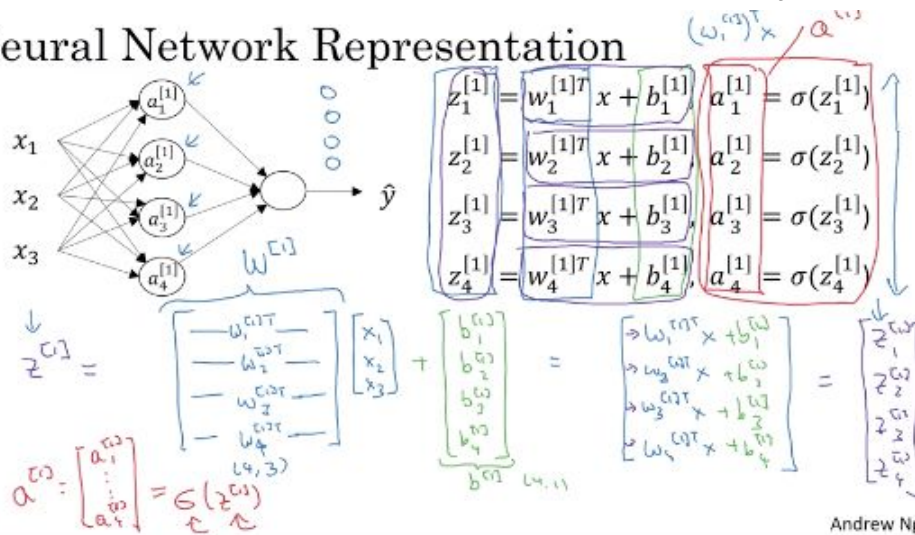 eural Network Representation
(w₁^[1])^T x a^[1]
x₁
x₂
x₃
a₁^[1]
a₂^[1]
a₃^[1]
a₄^[1]
ŷ
z₁^[1] = w₁^[1]T x + b₁^[1], a₁^[1] = σ(z₁^[1])
z₂^[1] = w₂^[1]T x + b₂^[1], a₂^[1] = σ(z₂^[1])
z₃^[1] = w₃^[1]T x + b₃^[1], a₃^[1] = σ(z₃^[1])
z₄^[1] = w₄^[1]T x + b₄^[1], a₄^[1] = σ(z₄^[1])
W^[1]
z^[1] = [— w₁^[1]T — — w₂^[1]T — — w₃^[1]T — — w₄^[1]T —] [x₁ x₂ x₃] + [b₁^[1] b₂^[1] b₃^[1] b₄^[1]] = [→ w₁^[1]T x + b₁^[1] → w₂^[1]T x + b₂^[1] → w₃^[1]T x + b₃^[1] → w₄^[1]T x + b₄^[1]] = [z₁^[1] z₂^[1] z₃^[1] z₄^[1]]
(4,3)
b^[1] (4,1)
a^[1] = [a₁^[1] ⋮ a₄^[1]] = σ(z^[1])
Andrew Ng